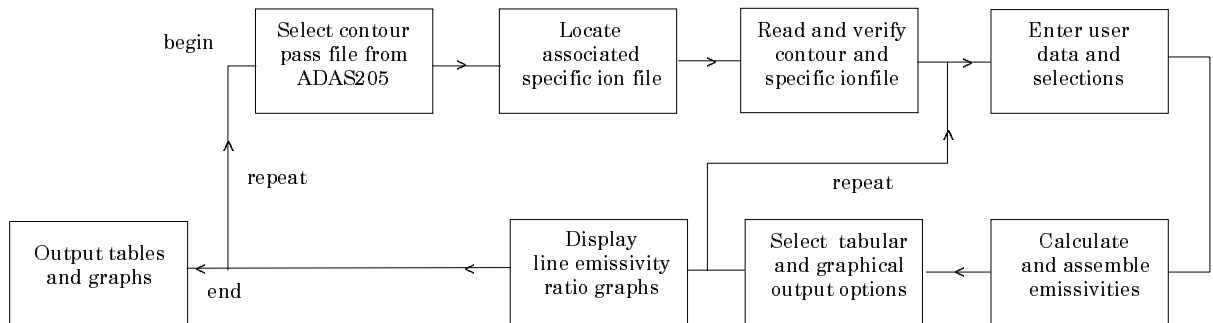 begin
Select contour
pass file from
ADAS205
Locate
associated
specific ion file
Read and verify
contour and
specific ionfile
Enter user
data and
selections
repeat
repeat
Output tables
and graphs
end
Display
line emissivity
ratio graphs
Select tabular
and graphical
output options
Calculate
and assemble
emissivities